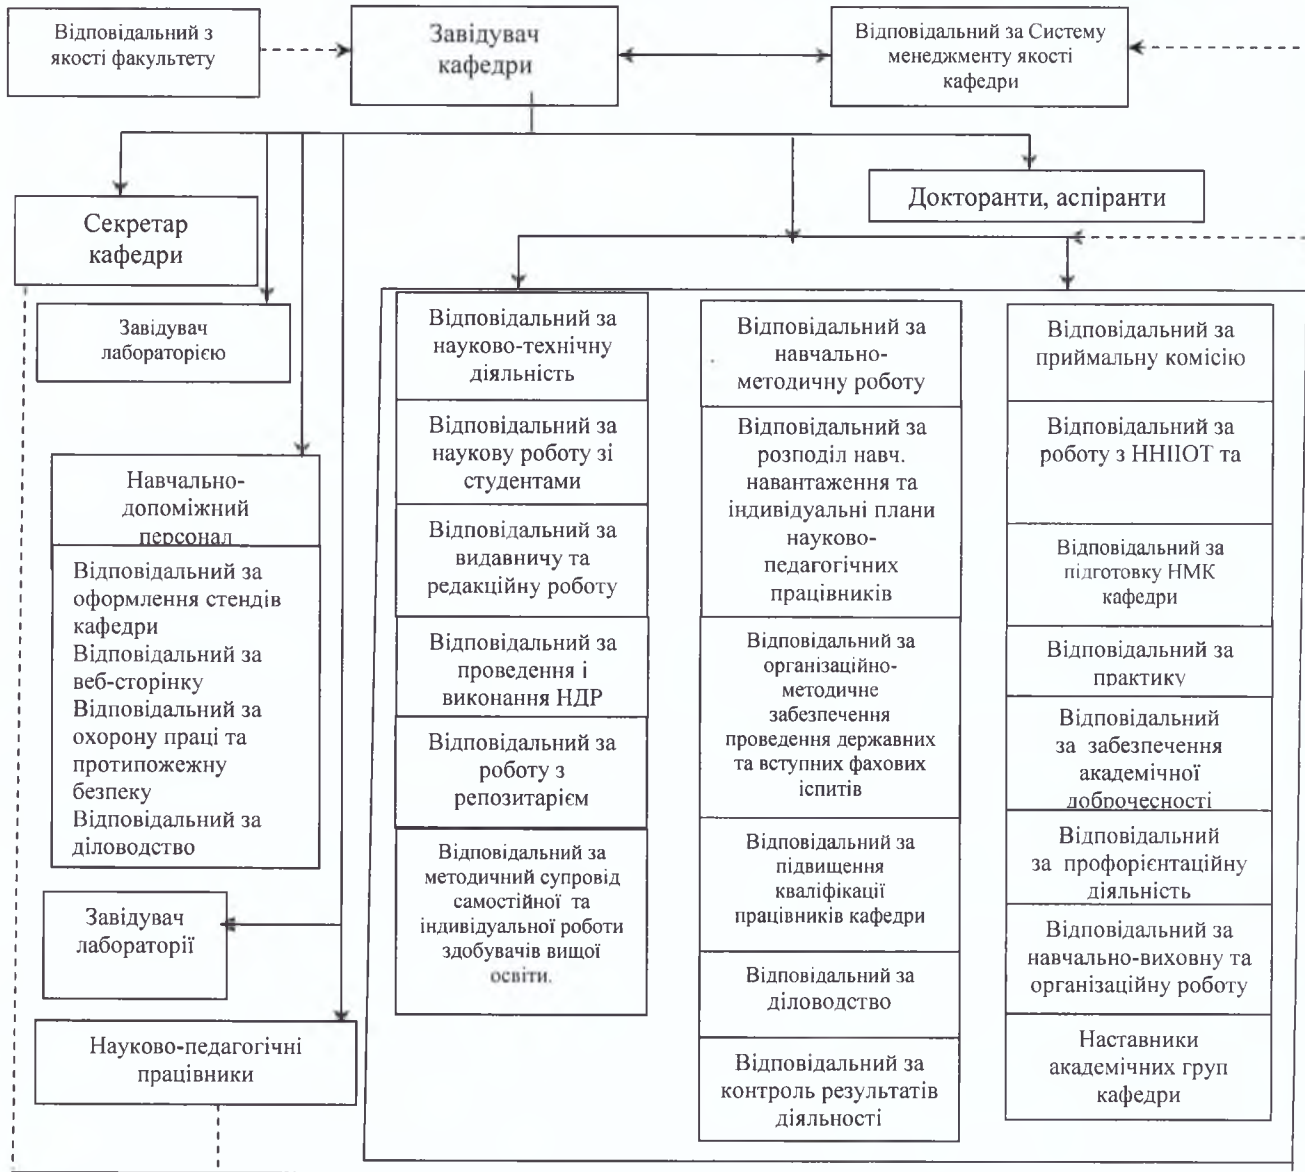 Відповідальний з
якості факультету
Завідувач
кафедри
Відповідальний за Систему
менеджменту якості
кафедри
Секретар
кафедри
Докторанти, аспіранти
Завідувач
лабораторією
Навчально-
допоміжний
персонал
Відповідальний за
оформлення стендів
кафедри
Відповідальний за
веб-сторінку
Відповідальний за
охорону праці та
протипожежну
безпеку
Відповідальний за
діловодство
Завідувач
лабораторії
Науково-педагогічні
працівники
Відповідальний за
науково-технічну
діяльність
Відповідальний за
наукову роботу зі
студентами
Відповідальний за
видавничу та
редакційну роботу
Відповідальний за
проведення і
виконання НДР
Відповідальний за
роботу з
репозитарієм
Відповідальний за
методичний супровід
самостійної та
індивідуальної роботи
здобувачів вищої
освіти.
Відповідальний за
навчально-
методичну роботу
Відповідальний за
розподіл навч.
навантаження та
індивідуальні плани
науково-
педагогічних
працівників
Відповідальний за
організаційно-
методичне
забезпечення
проведення державних
та вступних фахових
іспитів
Відповідальний за
підвищення
кваліфікації
працівників кафедри
Відповідальний за
діловодство
Відповідальний за
контроль результатів
діяльності
Відповідальний за
приймальну комісію
Відповідальний за
роботу з ННІІОТ та
Відповідальний за
підготовку НМК
кафедри
Відповідальний за
практику
Відповідальний
за забезпечення
академічної
доброчесності
Відповідальний
за профорієнтаційну
діяльність
Відповідальний за
навчально-виховну та
організаційну роботу
Наставники
академічних груп
кафедри